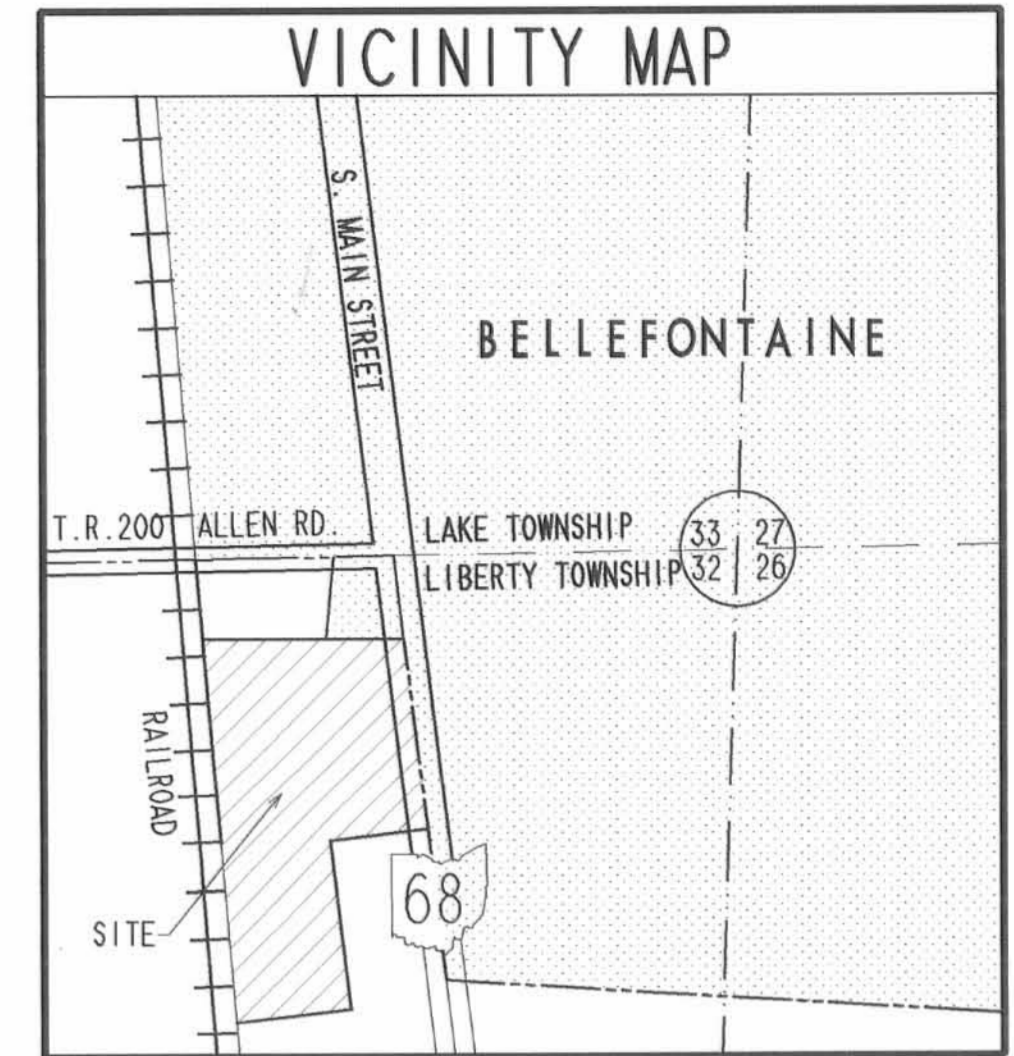 VICINITY MAP
S. MAIN STREET
BELLEFONTAINE
T.R.200 ALLEN RD.
LAKE TOWNSHIP
33 27
LIBERTY TOWNSHIP
32 26
RAILROAD
68
SITE